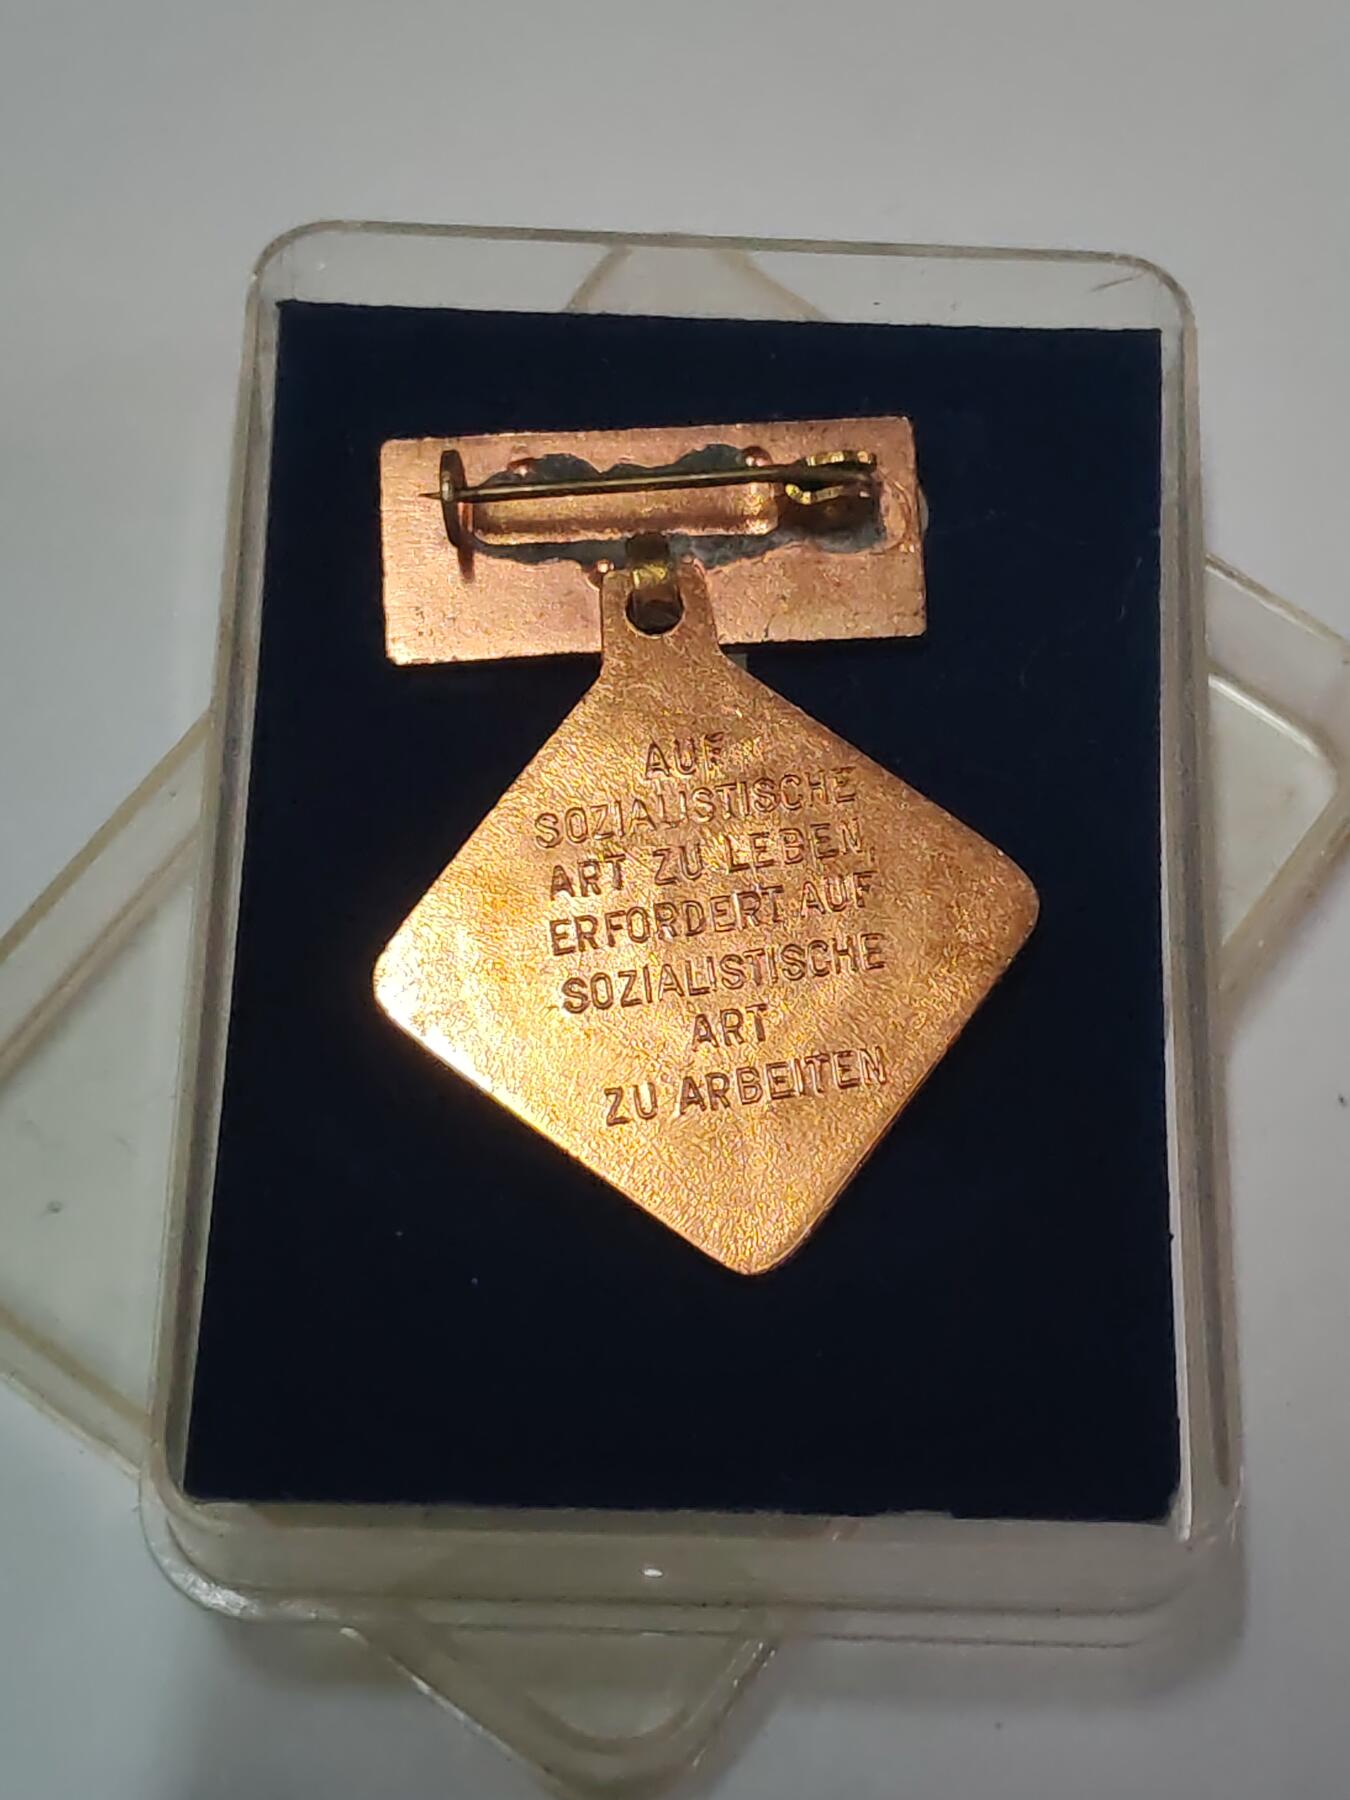 AUF
SOZIALISTISCHE
ART ZU LEBEN,
ERFORDERT AUF
SOZIALISTISCHE
ART
ZU ARBEITEN